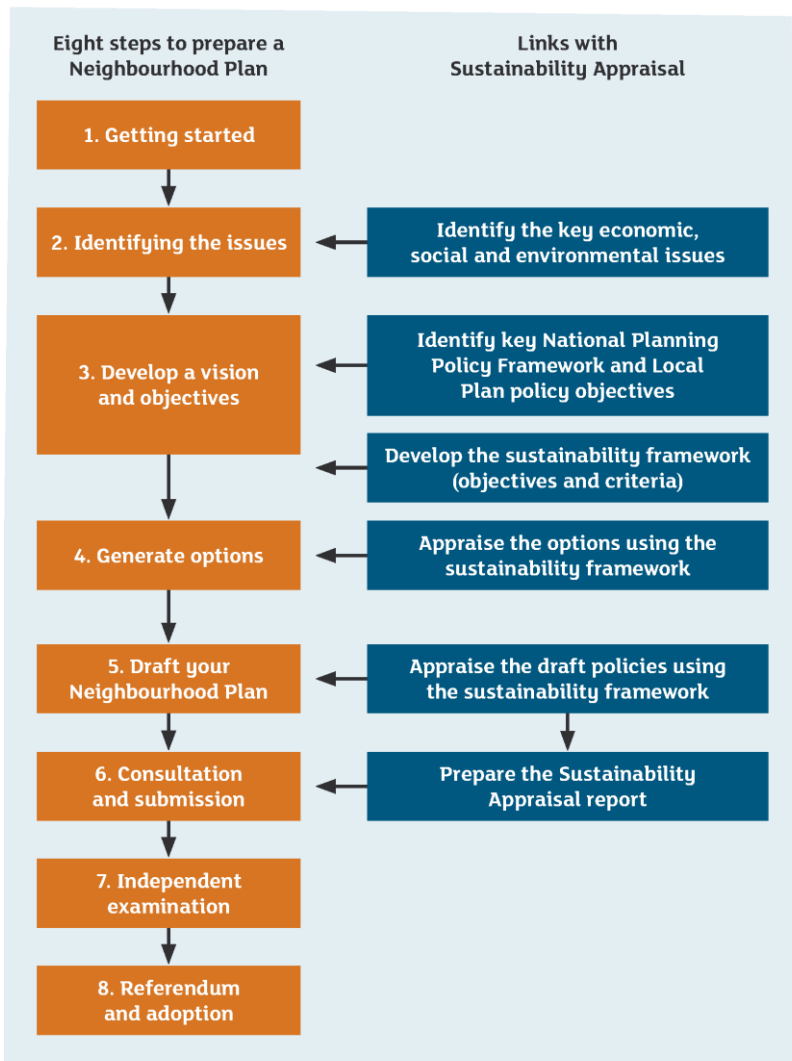 Eight steps to prepare a
Neighbourhood Plan
Links with
Sustainability Appraisal
1. Getting started
2. Identifying the issues
Identify the key economic,
social and environmental issues
3. Develop a vision
and objectives
Identify key National Planning
Policy Framework and Local
Plan policy objectives
Develop the sustainability framework
(objectives and criteria)
4. Generate options
Appraise the options using the
sustainability framework
5. Draft your
Neighbourhood Plan
Appraise the draft policies using
the sustainability framework
6. Consultation
and submission
Prepare the Sustainability
Appraisal report
7. Independent
examination
8. Referendum
and adoption